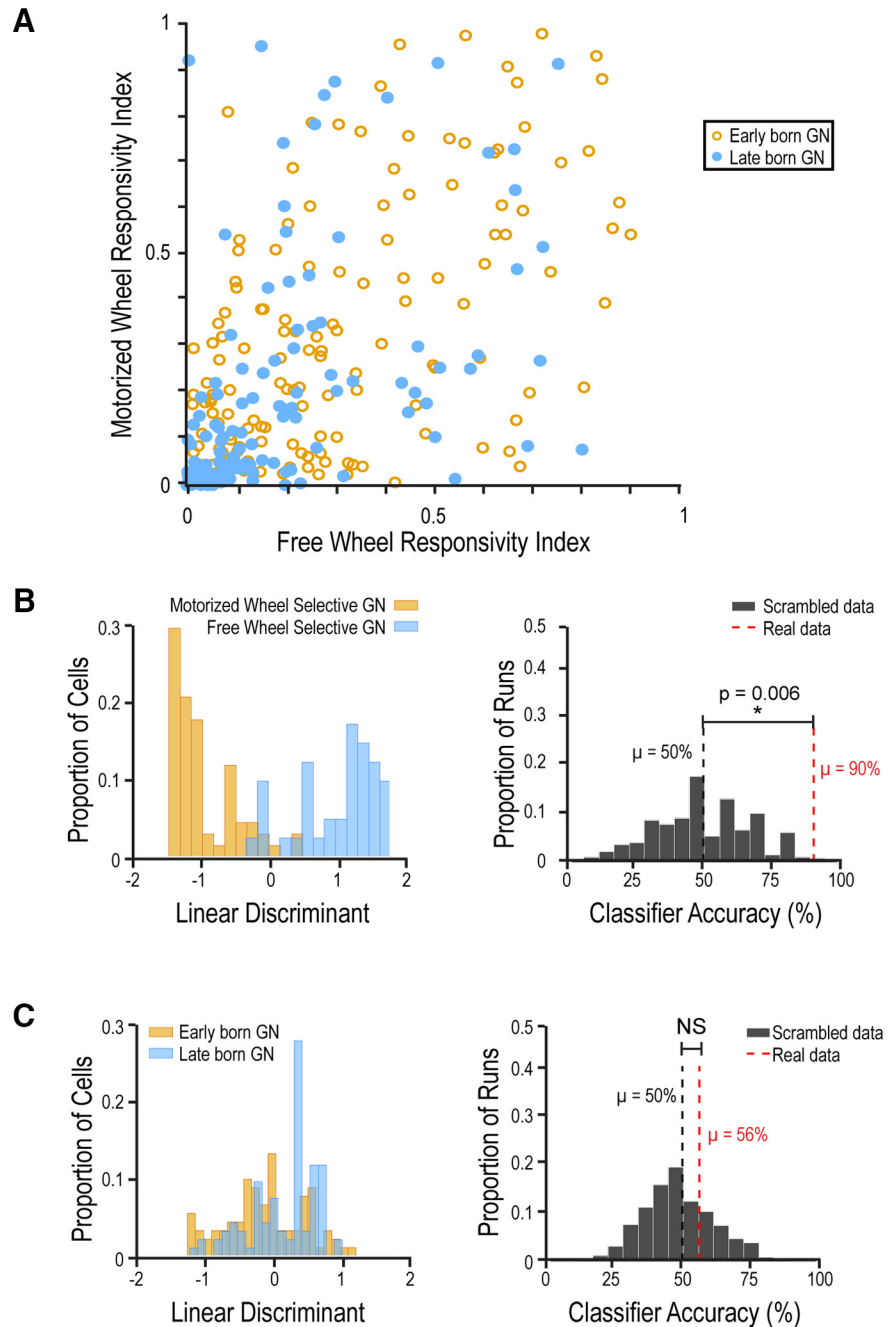 A
Motorized Wheel Responsivity Index
1
0.5
0
0
0.5
1
Free Wheel Responsivity Index
Early born GN
Late born GN
B
Motorized Wheel Selective GN
Free Wheel Selective GN
Proportion of Cells
0.3
0.2
0.1
0
-2
-1
0
1
2
Linear Discriminant
Scrambled data
Real data
Proportion of Runs
0.5
0.4
0.3
0.2
0.1
0
p = 0.006
*
μ = 50%
μ = 90%
0
25
50
75
100
Classifier Accuracy (%)
C
Early born GN
Late born GN
Proportion of Cells
0.3
0.2
0.1
0
-2
-1
0
1
2
Linear Discriminant
NS
Scrambled data
Real data
Proportion of Runs
0.5
0.4
0.3
0.2
0.1
0
μ = 50%
μ = 56%
0
25
50
75
100
Classifier Accuracy (%)